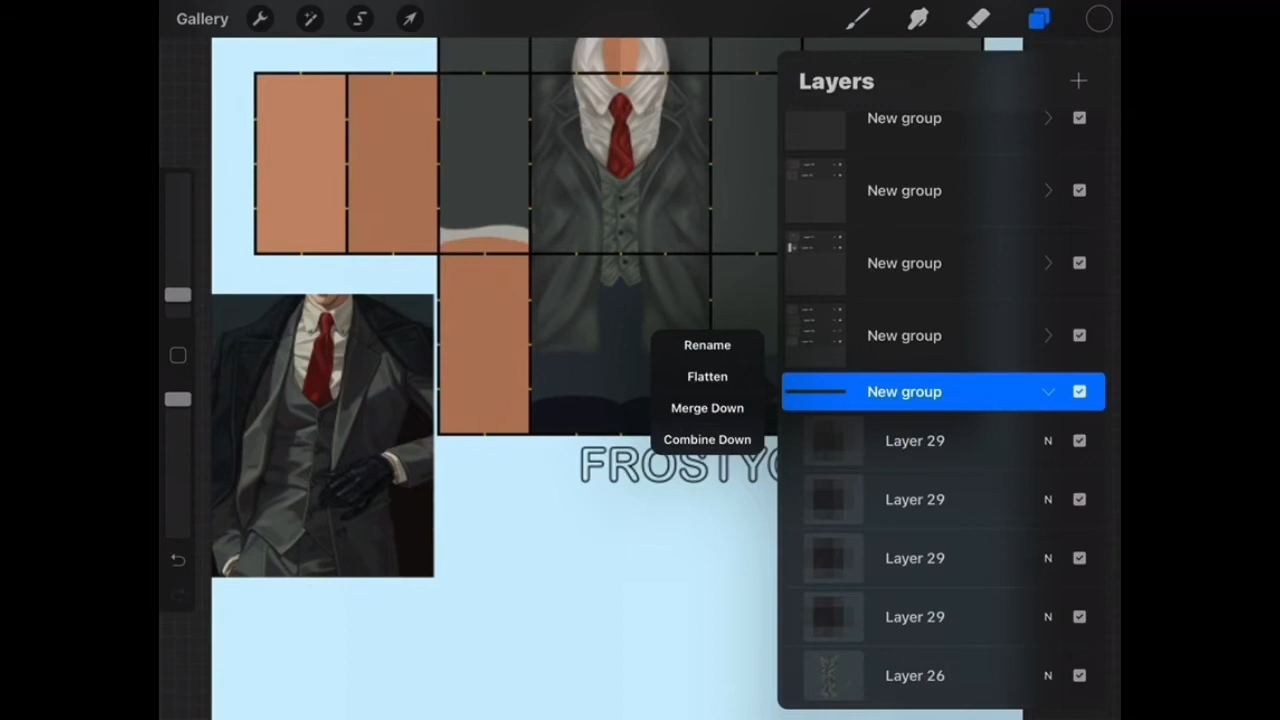 Gallery
Layers
New group
New group
New group
New group
Rename
Flatten
New group
Merge Down
Combine Down
Layer 29 N
FROSTY
Layer 29 N
Layer 29 N
Layer 29 N
Layer 26 N